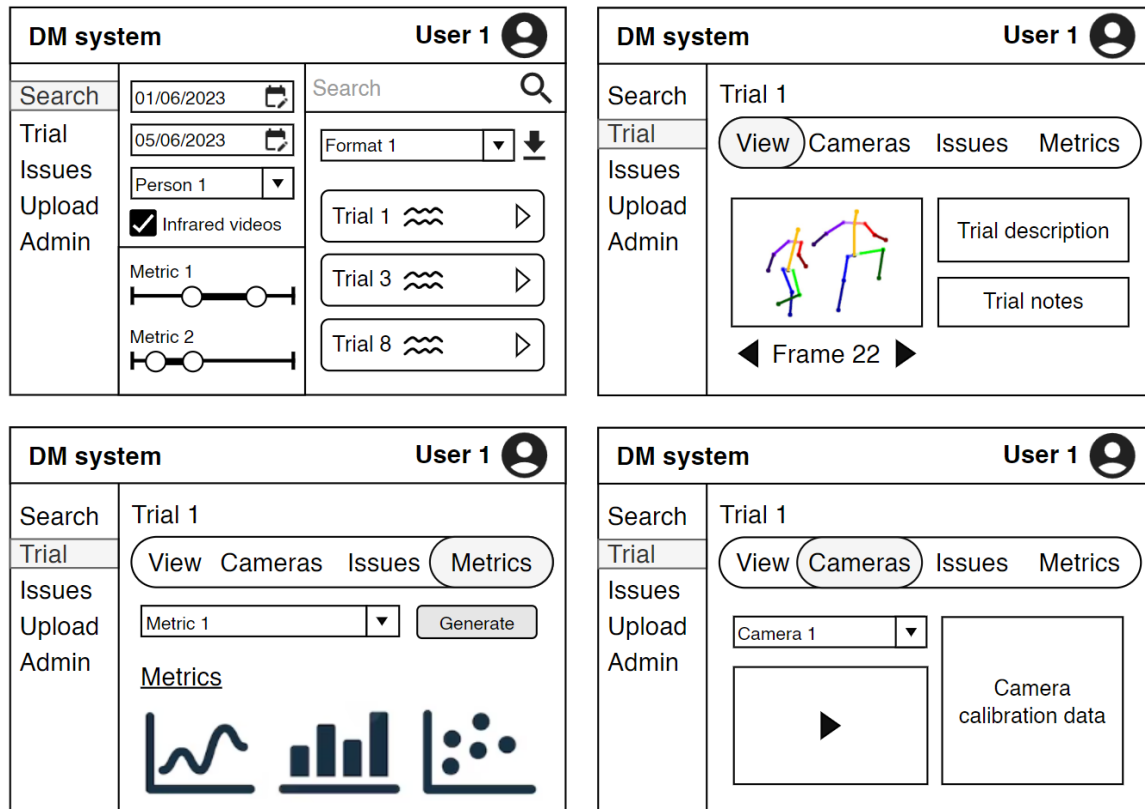 DM system
User 1
Search
Trial
Issues
Upload
Admin
01/06/2023
05/06/2023
Person 1
Infrared videos
Metric 1
Metric 2
Search
Format 1
Trial 1
Trial 3
Trial 8
DM system
User 1
Search
Trial
Issues
Upload
Admin
Trial 1
View Cameras Issues Metrics
Trial description
Trial notes
Frame 22
DM system
User 1
Search
Trial
Issues
Upload
Admin
Trial 1
View Cameras Issues Metrics
Metric 1
Generate
Metrics
DM system
User 1
Search
Trial
Issues
Upload
Admin
Trial 1
View Cameras Issues Metrics
Camera 1
Camera
calibration data